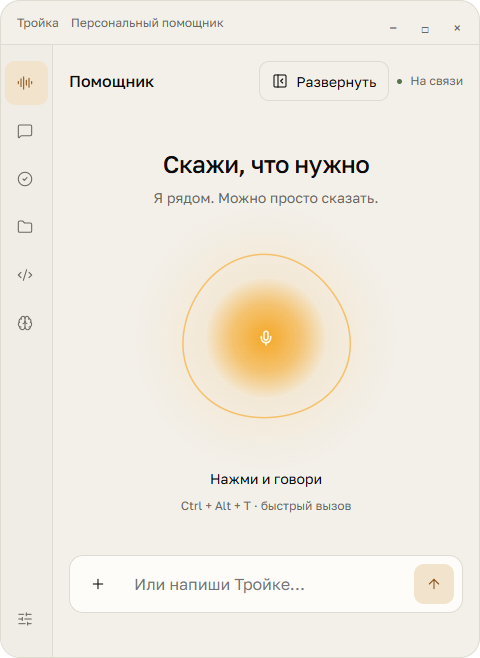 Тройка Персональный помощник
Помощник
Развернуть
На связи
Скажи, что нужно
Я рядом. Можно просто сказать.
Нажми и говори
Ctrl + Alt + T · быстрый вызов
Или напиши Тройке...